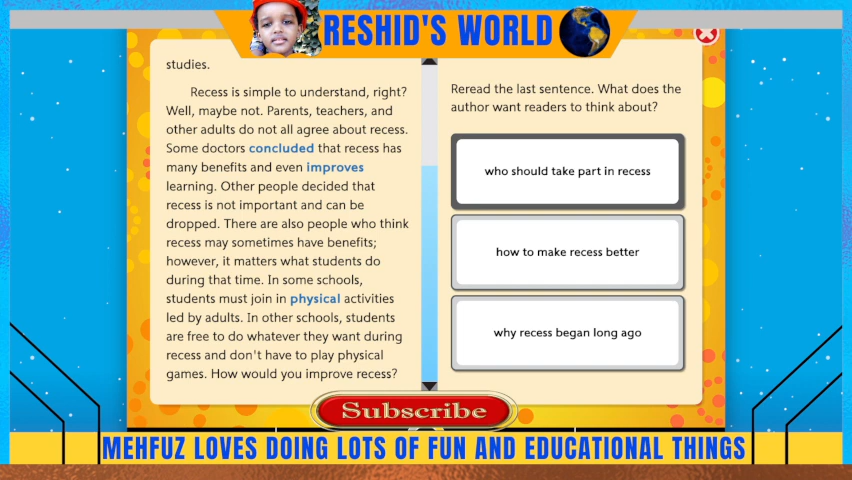 RESHID'S WORLD
studies.
Recess is simple to understand, right?
Well, maybe not. Parents, teachers, and
other adults do not all agree about recess.
Some doctors concluded that recess has
many benefits and even improves
learning. Other people decided that
recess is not important and can be
dropped. There are also people who think
recess may sometimes have benefits;
however, it matters what students do
during that time. In some schools,
students must join in physical activities
led by adults. In other schools, students
are free to do whatever they want during
recess and don't have to play physical
games. How would you improve recess?
Reread the last sentence. What does the
author want readers to think about?
who should take part in recess
how to make recess better
why recess began long ago
Subscribe
MEHFUZ LOVES DOING LOTS OF FUN AND EDUCATIONAL THINGS